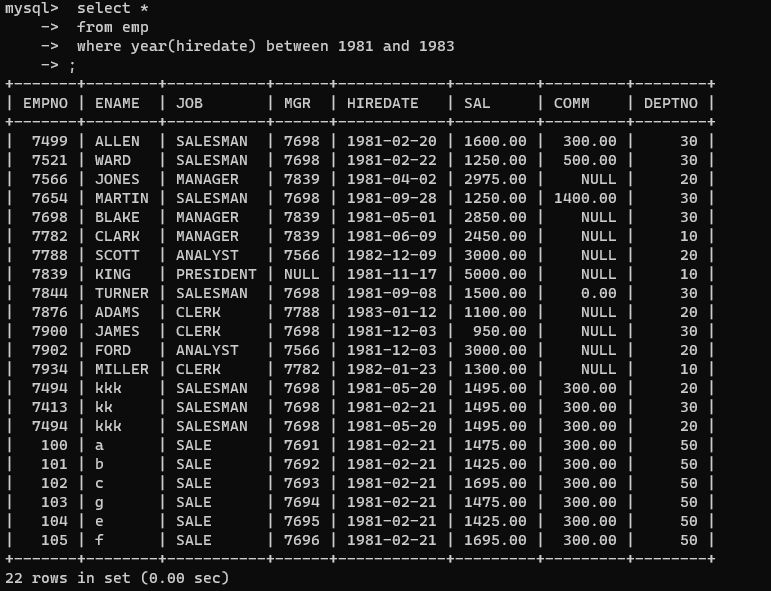 mysql>  select *
    ->  from emp
    ->  where year(hiredate) between 1981 and 1983
    -> ;
+-------+--------+-----------+------+------------+---------+---------+--------+
| EMPNO | ENAME  | JOB       | MGR  | HIREDATE   | SAL     | COMM    | DEPTNO |
+-------+--------+-----------+------+------------+---------+---------+--------+
|  7499 | ALLEN  | SALESMAN  | 7698 | 1981-02-20 | 1600.00 |  300.00 |     30 |
|  7521 | WARD   | SALESMAN  | 7698 | 1981-02-22 | 1250.00 |  500.00 |     30 |
|  7566 | JONES  | MANAGER   | 7839 | 1981-04-02 | 2975.00 |    NULL |     20 |
|  7654 | MARTIN | SALESMAN  | 7698 | 1981-09-28 | 1250.00 | 1400.00 |     30 |
|  7698 | BLAKE  | MANAGER   | 7839 | 1981-05-01 | 2850.00 |    NULL |     30 |
|  7782 | CLARK  | MANAGER   | 7839 | 1981-06-09 | 2450.00 |    NULL |     10 |
|  7788 | SCOTT  | ANALYST   | 7566 | 1982-12-09 | 3000.00 |    NULL |     20 |
|  7839 | KING   | PRESIDENT | NULL | 1981-11-17 | 5000.00 |    NULL |     10 |
|  7844 | TURNER | SALESMAN  | 7698 | 1981-09-08 | 1500.00 |    0.00 |     30 |
|  7876 | ADAMS  | CLERK     | 7788 | 1983-01-12 | 1100.00 |    NULL |     20 |
|  7900 | JAMES  | CLERK     | 7698 | 1981-12-03 |  950.00 |    NULL |     30 |
|  7902 | FORD   | ANALYST   | 7566 | 1981-12-03 | 3000.00 |    NULL |     20 |
|  7934 | MILLER | CLERK     | 7782 | 1982-01-23 | 1300.00 |    NULL |     10 |
|  7494 | kkk    | SALESMAN  | 7698 | 1981-05-20 | 1495.00 |  300.00 |     20 |
|  7413 | kk     | SALESMAN  | 7698 | 1981-02-21 | 1495.00 |  300.00 |     30 |
|  7494 | kkk    | SALESMAN  | 7698 | 1981-05-20 | 1495.00 |  300.00 |     20 |
|   100 | a      | SALE      | 7691 | 1981-02-21 | 1475.00 |  300.00 |     50 |
|   101 | b      | SALE      | 7692 | 1981-02-21 | 1425.00 |  300.00 |     50 |
|   102 | c      | SALE      | 7693 | 1981-02-21 | 1695.00 |  300.00 |     50 |
|   103 | g      | SALE      | 7694 | 1981-02-21 | 1475.00 |  300.00 |     50 |
|   104 | e      | SALE      | 7695 | 1981-02-21 | 1425.00 |  300.00 |     50 |
|   105 | f      | SALE      | 7696 | 1981-02-21 | 1695.00 |  300.00 |     50 |
+-------+--------+-----------+------+------------+---------+---------+--------+
22 rows in set (0.00 sec)